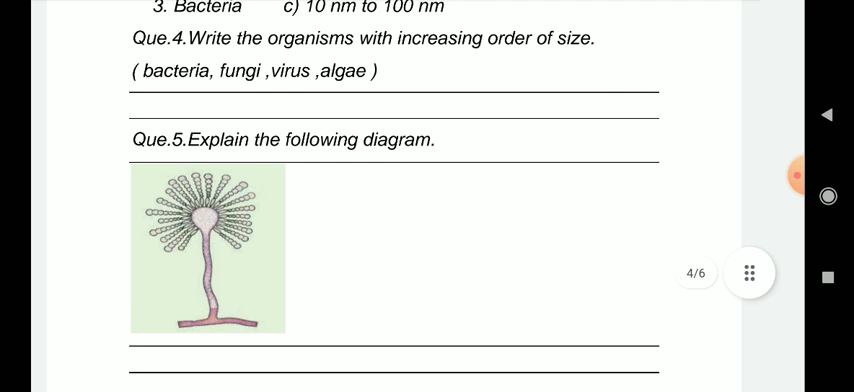 3. Bacteria c) 10 nm to 100 nm
Que.4.Write the organisms with increasing order of size.
( bacteria, fungi ,virus ,algae )
Que.5.Explain the following diagram.
4/6